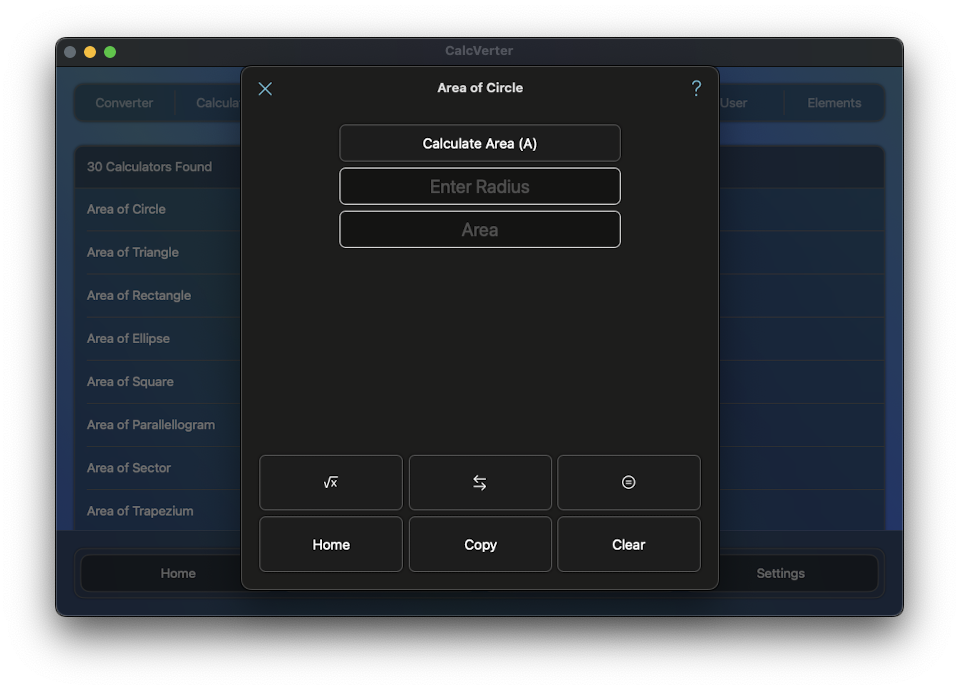 CalcVerter
Area of Circle
?
Converter
Calcula
User
Elements
Calculate Area (A)
Enter Radius
Area
30 Calculators Found
Area of Circle
Area of Triangle
Area of Rectangle
Area of Ellipse
Area of Square
Area of Parallellogram
Area of Sector
Area of Trapezium
√x
Home
Copy
Clear
Home
Settings